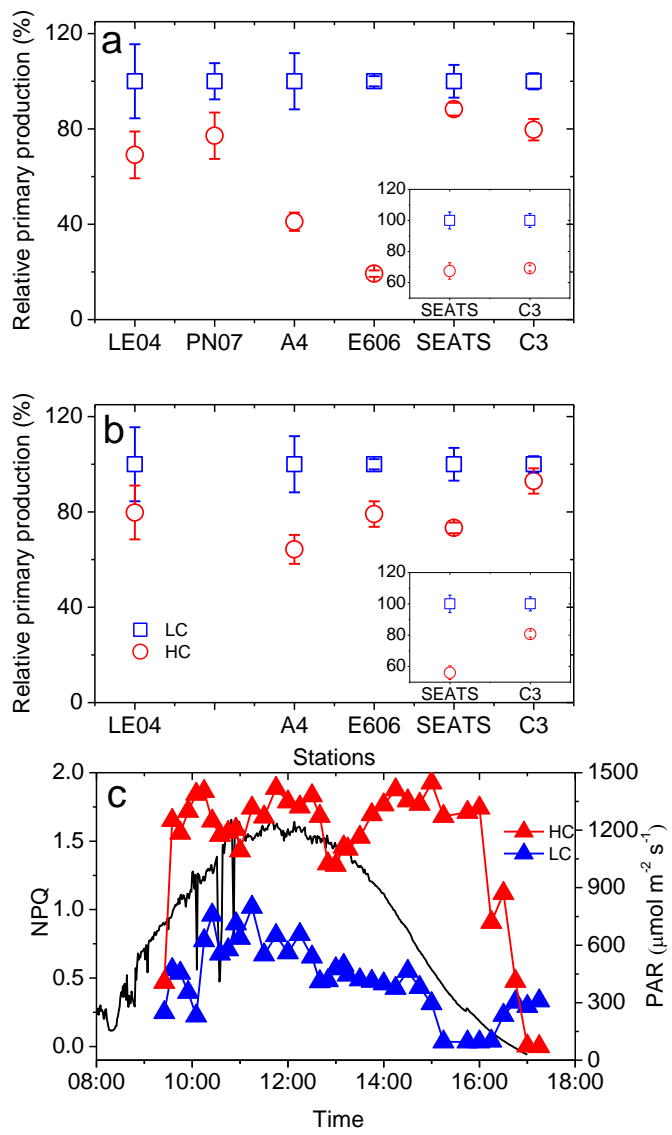 a
Relative primary production (%)
120
80
40
0
LE04 PN07 A4 E606 SEATS C3
120
100
80
60
SEATS C3
b
Relative primary production (%)
120
80
40
0
LC
HC
LE04 A4 E606 SEATS C3
120
100
80
60
SEATS C3
Stations
c
NPQ
2.0
1.5
1.0
0.5
0.0
HC
LC
1500
1200
900
600
300
0
PAR (μmol m⁻² s⁻¹)
08:00 10:00 12:00 14:00 16:00 18:00
Time